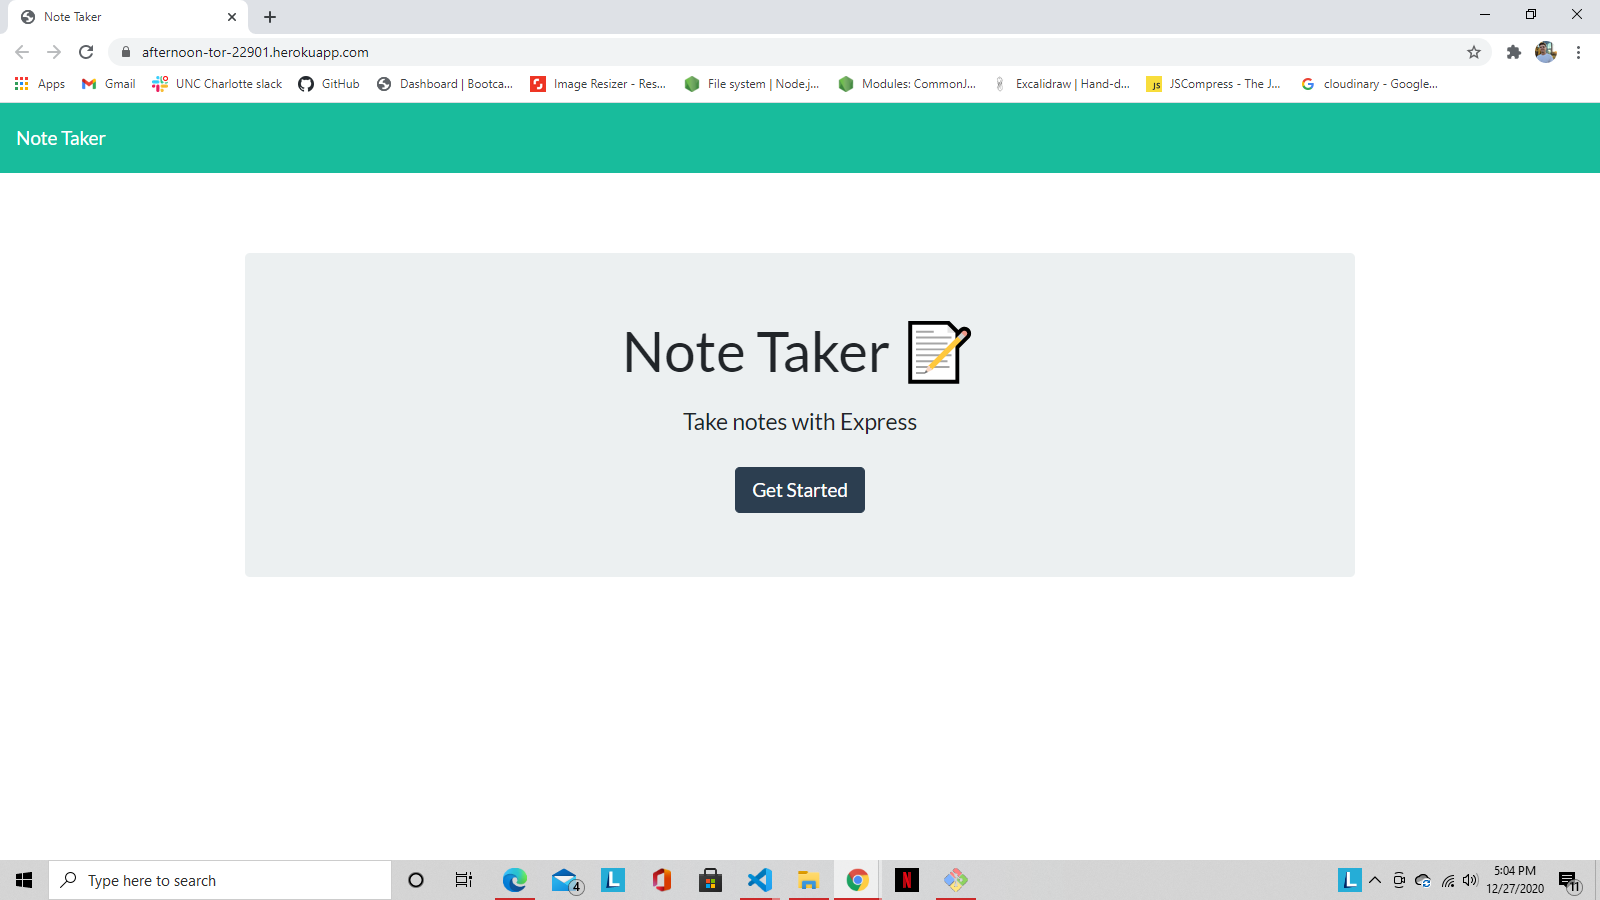 Note Taker
afternoon-tor-22901.herokuapp.com
Apps
Gmail
UNC Charlotte slack
GitHub
Dashboard | Bootca...
Image Resizer - Res...
File system | Node.j...
Modules: CommonJ...
Excalidraw | Hand-d...
JS
JSCompress - The J...
cloudinary - Google...
Note Taker
Note Taker
Take notes with Express
Get Started
Type here to search
4
L
N
L
5:04 PM
12/27/2020
11